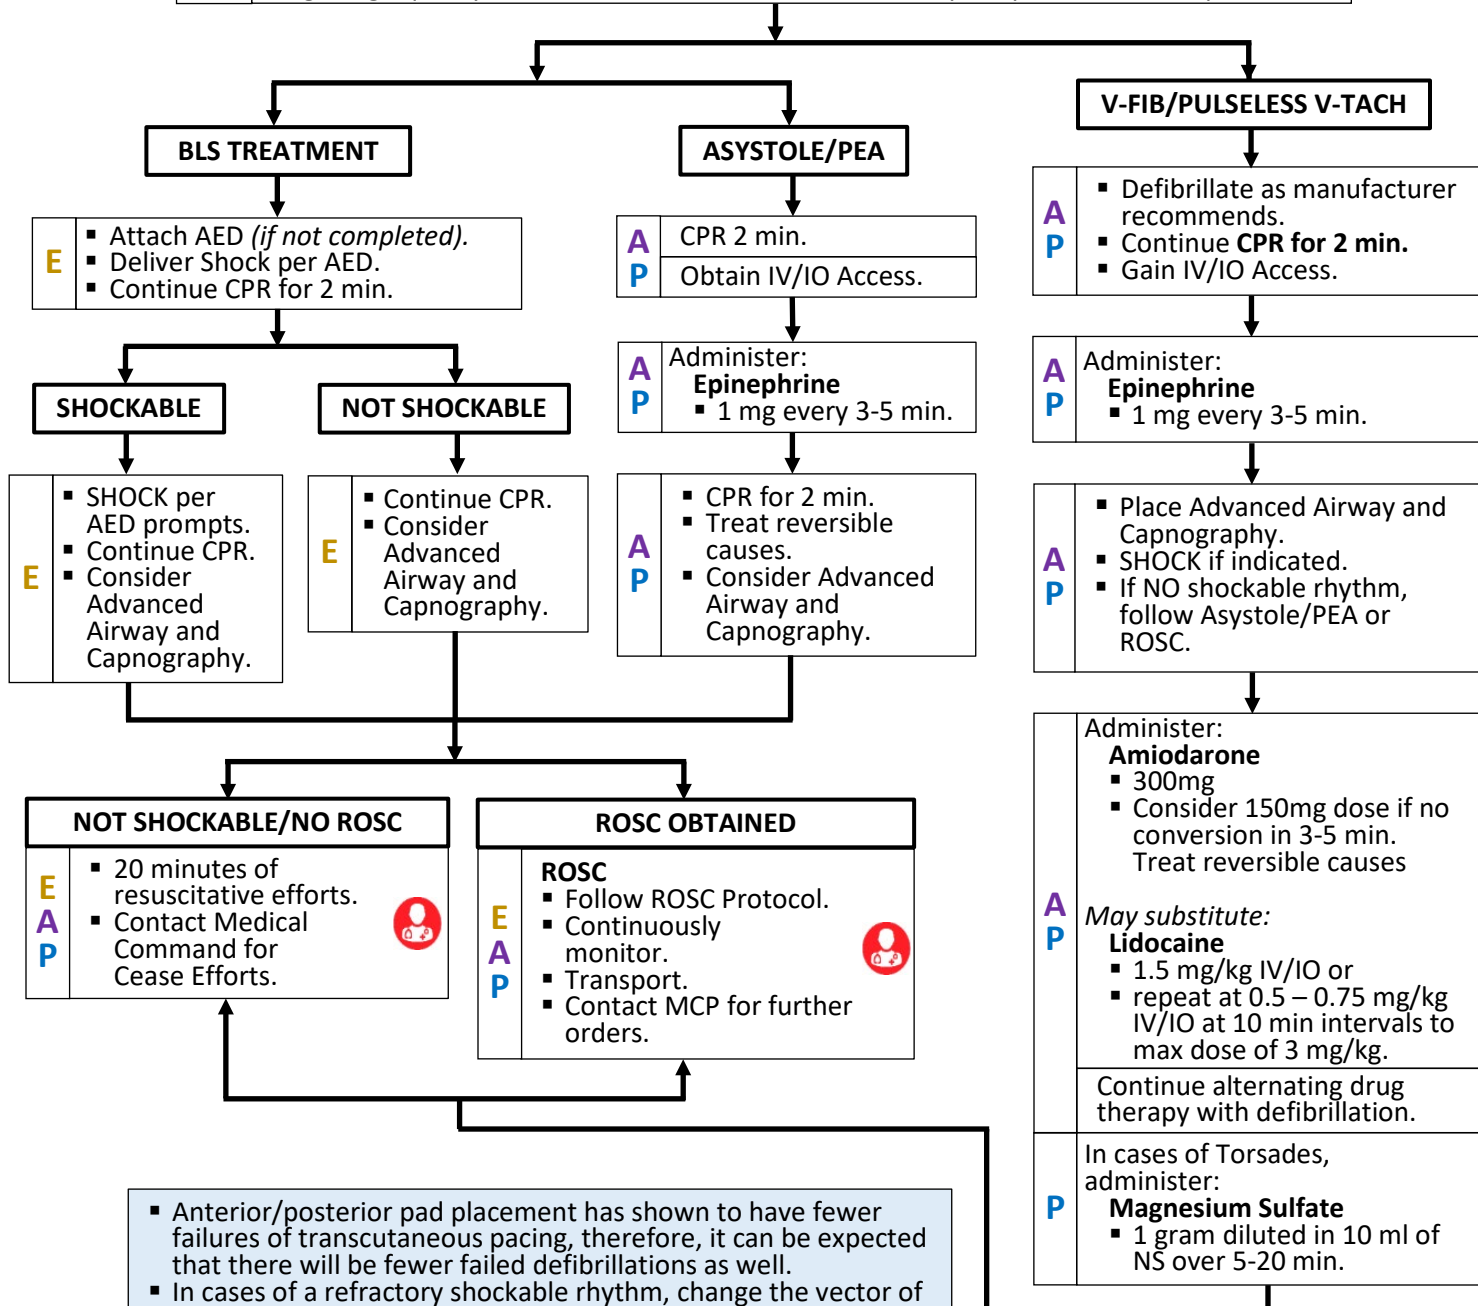 BLS TREATMENT
E
▪ Attach AED (if not completed).
▪ Deliver Shock per AED.
▪ Continue CPR for 2 min.
SHOCKABLE
E
▪ SHOCK per
AED prompts.
▪ Continue CPR.
▪ Consider
Advanced
Airway and
Capnography.
NOT SHOCKABLE
E
▪ Continue CPR.
▪ Consider
Advanced
Airway and
Capnography.
ASYSTOLE/PEA
A
P
CPR 2 min.
Obtain IV/IO Access.
A
P
Administer:
Epinephrine
▪ 1 mg every 3-5 min.
A
P
▪ CPR for 2 min.
▪ Treat reversible
causes.
▪ Consider Advanced
Airway and
Capnography.
NOT SHOCKABLE/NO ROSC
E
A
P
▪ 20 minutes of
resuscitative efforts.
▪ Contact Medical
Command for
Cease Efforts.
ROSC OBTAINED
E
A
P
ROSC
▪ Follow ROSC Protocol.
▪ Continuously
monitor.
▪ Transport.
▪ Contact MCP for further
orders.
V-FIB/PULSELESS V-TACH
A
P
▪ Defibrillate as manufacturer
recommends.
▪ Continue CPR for 2 min.
▪ Gain IV/IO Access.
A
P
Administer:
Epinephrine
▪ 1 mg every 3-5 min.
A
P
▪ Place Advanced Airway and
Capnography.
▪ SHOCK if indicated.
▪ If NO shockable rhythm,
follow Asystole/PEA or
ROSC.
A
P
Administer:
Amiodarone
▪ 300mg
▪ Consider 150mg dose if no
conversion in 3-5 min.
Treat reversible causes
May substitute:
Lidocaine
▪ 1.5 mg/kg IV/IO or
▪ repeat at 0.5 – 0.75 mg/kg
IV/IO at 10 min intervals to
max dose of 3 mg/kg.
Continue alternating drug
therapy with defibrillation.
P
In cases of Torsades,
administer:
Magnesium Sulfate
▪ 1 gram diluted in 10 ml of
NS over 5-20 min.
▪ Anterior/posterior pad placement has shown to have fewer
failures of transcutaneous pacing, therefore, it can be expected
that there will be fewer failed defibrillations as well.
▪ In cases of a refractory shockable rhythm, change the vector of